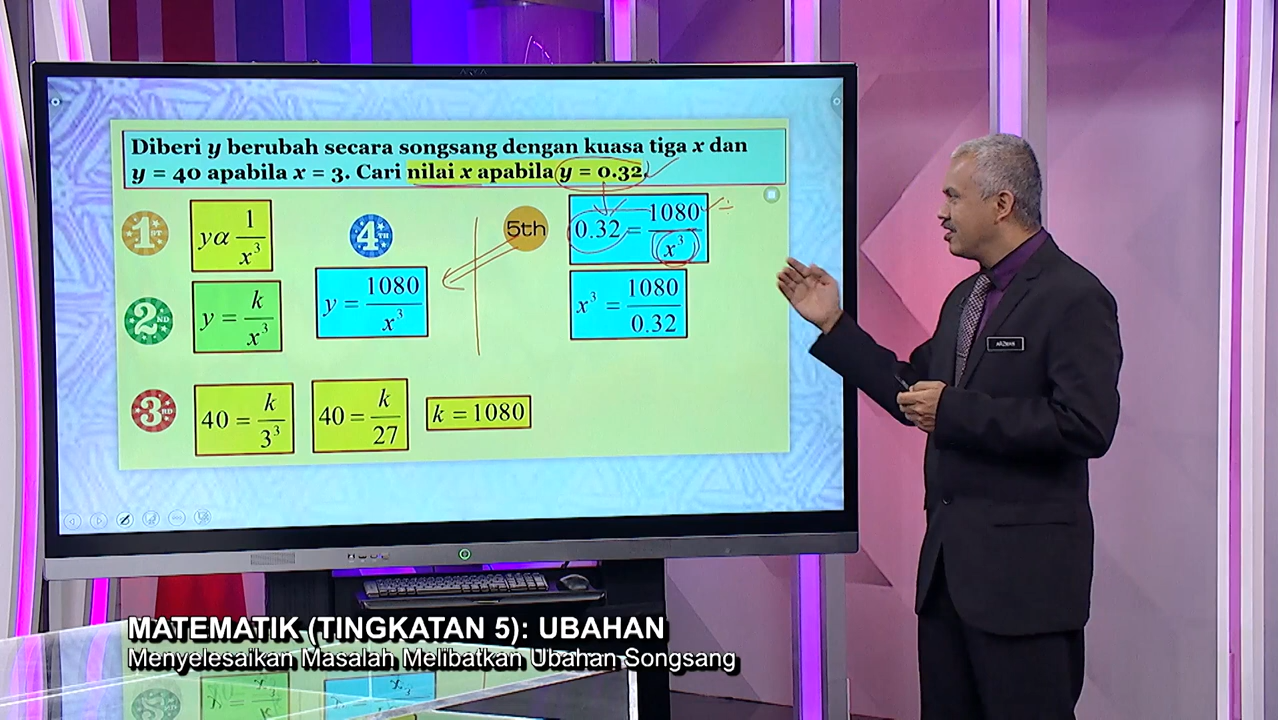 Diberi y berubah secara songsang dengan kuasa tiga x dan
y = 40 apabila x = 3. Cari nilai x apabila y = 0.32.
1ST
yα 1/x³
2ND
y = k/x³
3RD
40 = k/3³
40 = k/27
k = 1080
4TH
y = 1080/x³
5th
0.32 = 1080/x³
x³ = 1080/0.32
ARZMAN
MATEMATIK (TINGKATAN 5): UBAHAN
Menyelesaikan Masalah Melibatkan Ubahan Songsang